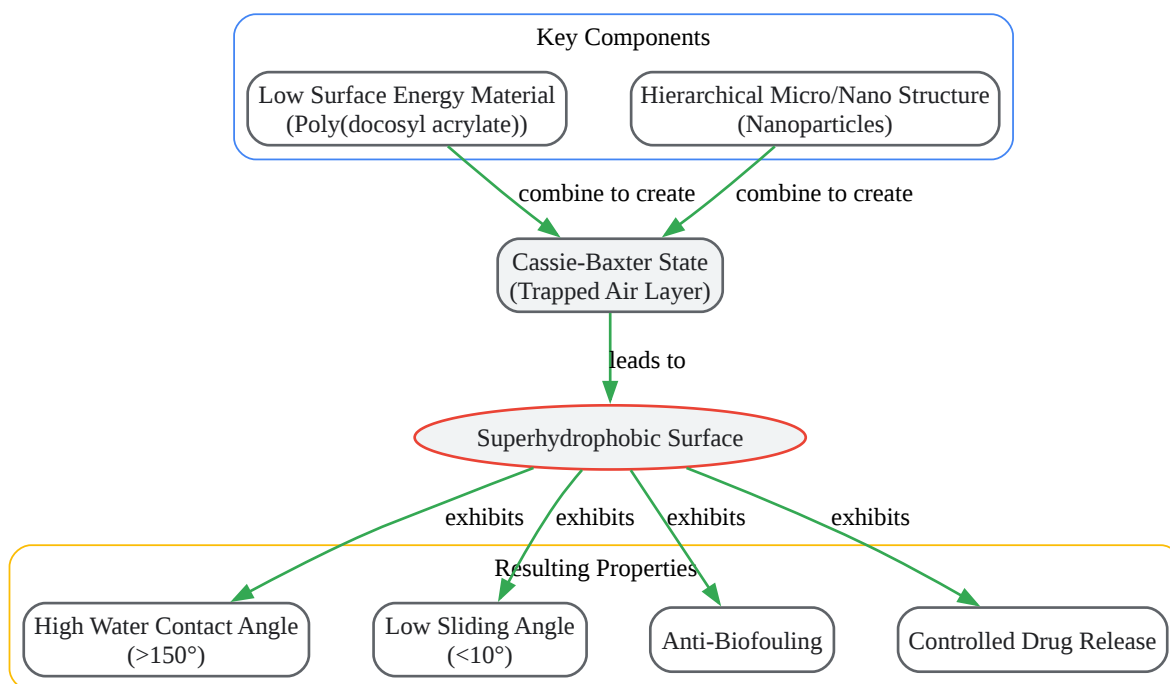 Key Components
Low Surface Energy Material
(Poly(docosyl acrylate))
Hierarchical Micro/Nano Structure
(Nanoparticles)
combine to create
combine to create
Cassie-Baxter State
(Trapped Air Layer)
leads to
Superhydrophobic Surface
exhibits
exhibits
exhibits
exhibits
Resulting Properties
High Water Contact Angle
(>150°)
Low Sliding Angle
(<10°)
Anti-Biofouling
Controlled Drug Release